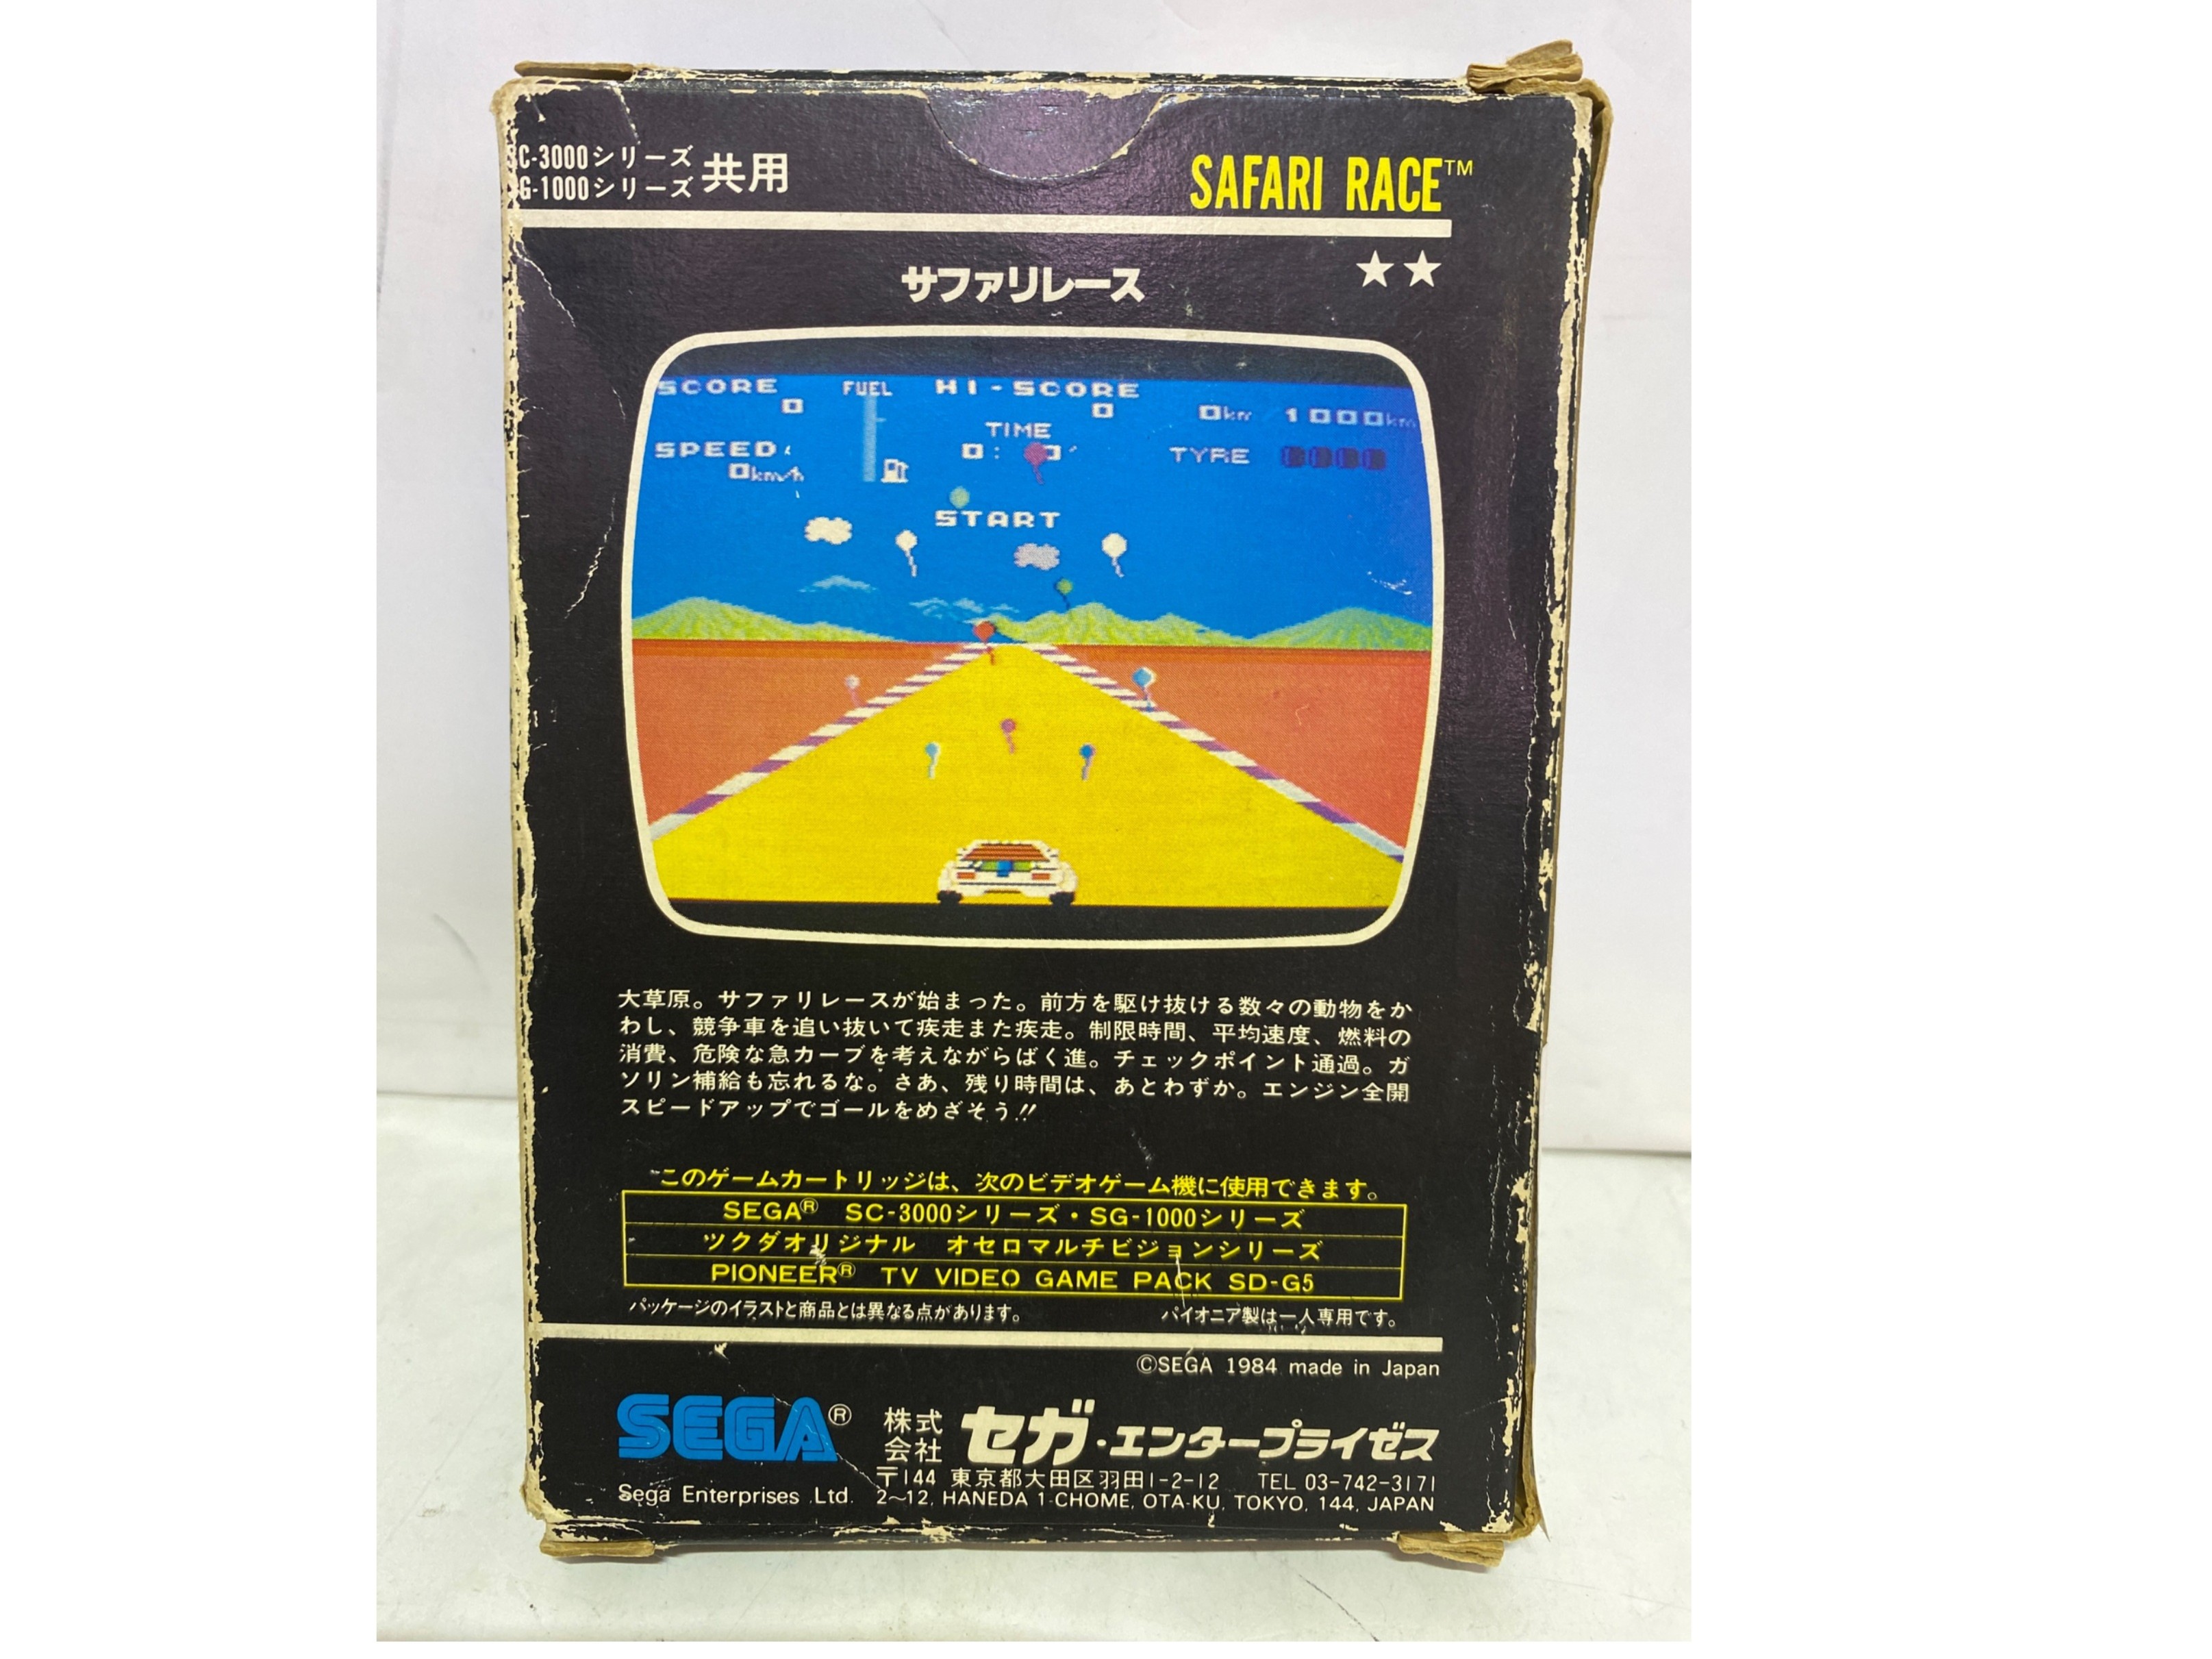 C-3000シリーズ
G-1000シリーズ
共用
SAFARI RACE™
★★
サファリレース
SCORE
0
FUEL
HI-SCORE
0
0km 1000km
TIME
SPEED
0km/h
TYRE
START
大草原。サファリレースが始まった。前方を駆け抜ける数々の動物をか
わし、競争車を追い抜いて疾走また疾走。制限時間、平均速度、燃料の
消費、危険な急カーブを考えながらばく進。チェックポイント通過。ガ
ソリン補給も忘れるな。さあ、残り時間は、あとわずか。エンジン全開
スピードアップでゴールをめざそう!!
このゲームカートリッジは、次のビデオゲーム機に使用できます。
SEGA® SC-3000シリーズ・SG-1000シリーズ
ツクダオリジナル オセロマルチビジョンシリーズ
PIONEER® TV VIDEO GAME PACK SD-G5
パッケージのイラストと商品とは異なる点があります。 パイオニア製は一人専用です。
©SEGA 1984 made in Japan
SEGA®
株式会社 セガ・エンタープライゼス
〒144 東京都大田区羽田1-2-12 TEL 03-742-3171
Sega Enterprises Ltd. 2~12, HANEDA 1-CHOME, OTA-KU, TOKYO, 144, JAPAN